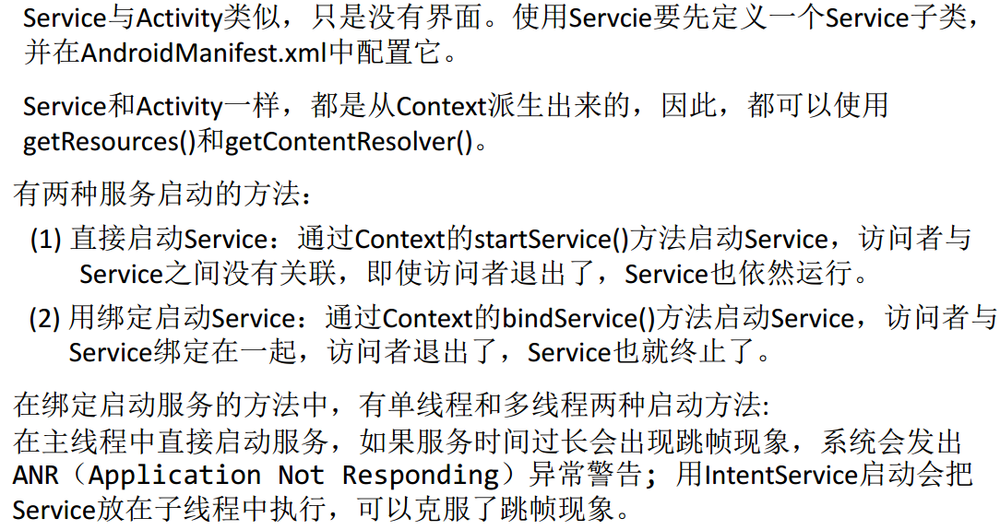 Service与Activity类似，只是没有界面。使用Servcie要先定义一个Service子类，
并在AndroidManifest.xml中配置它。
Service和Activity一样，都是从Context派生出来的，因此，都可以使用
getResources()和getContentResolver()。
有两种服务启动的方法：
(1) 直接启动Service：通过Context的startService()方法启动Service，访问者与
Service之间没有关联，即使访问者退出了，Service也依然运行。
(2) 用绑定启动Service：通过Context的bindService()方法启动Service，访问者与
Service绑定在一起，访问者退出了，Service也就终止了。
在绑定启动服务的方法中，有单线程和多线程两种启动方法:
在主线程中直接启动服务，如果服务时间过长会出现跳帧现象，系统会发出
ANR（Application Not Responding）异常警告; 用IntentService启动会把
Service放在子线程中执行，可以克服了跳帧现象。